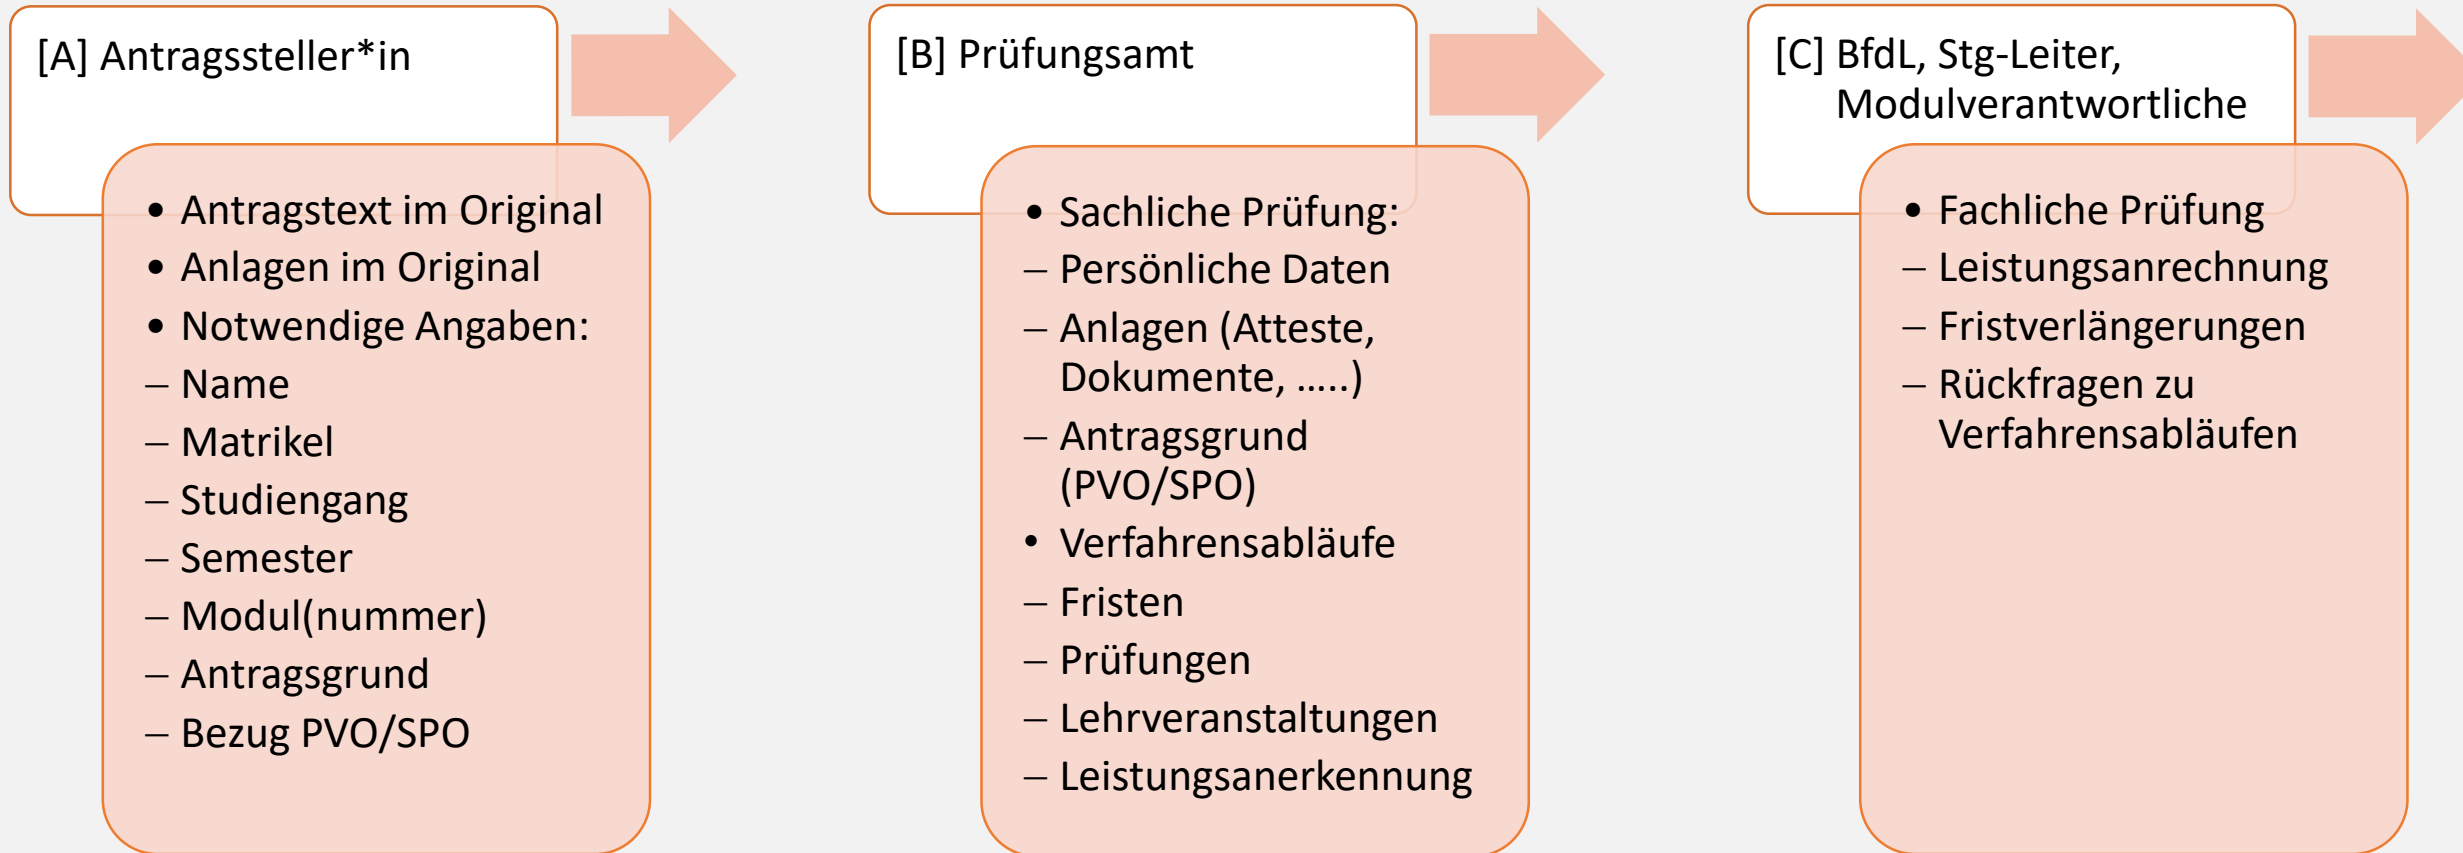 [A] Antragssteller*in
• Antragstext im Original
• Anlagen im Original
• Notwendige Angaben:
– Name
– Matrikel
– Studiengang
– Semester
– Modul(nummer)
– Antragsgrund
– Bezug PVO/SPO
[B] Prüfungsamt
• Sachliche Prüfung:
– Persönliche Daten
– Anlagen (Atteste,
Dokumente, …..)
– Antragsgrund
(PVO/SPO)
• Verfahrensabläufe
– Fristen
– Prüfungen
– Lehrveranstaltungen
– Leistungsanerkennung
[C] BfdL, Stg-Leiter,
Modulverantwortliche
• Fachliche Prüfung
– Leistungsanrechnung
– Fristverlängerungen
– Rückfragen zu
Verfahrensabläufen